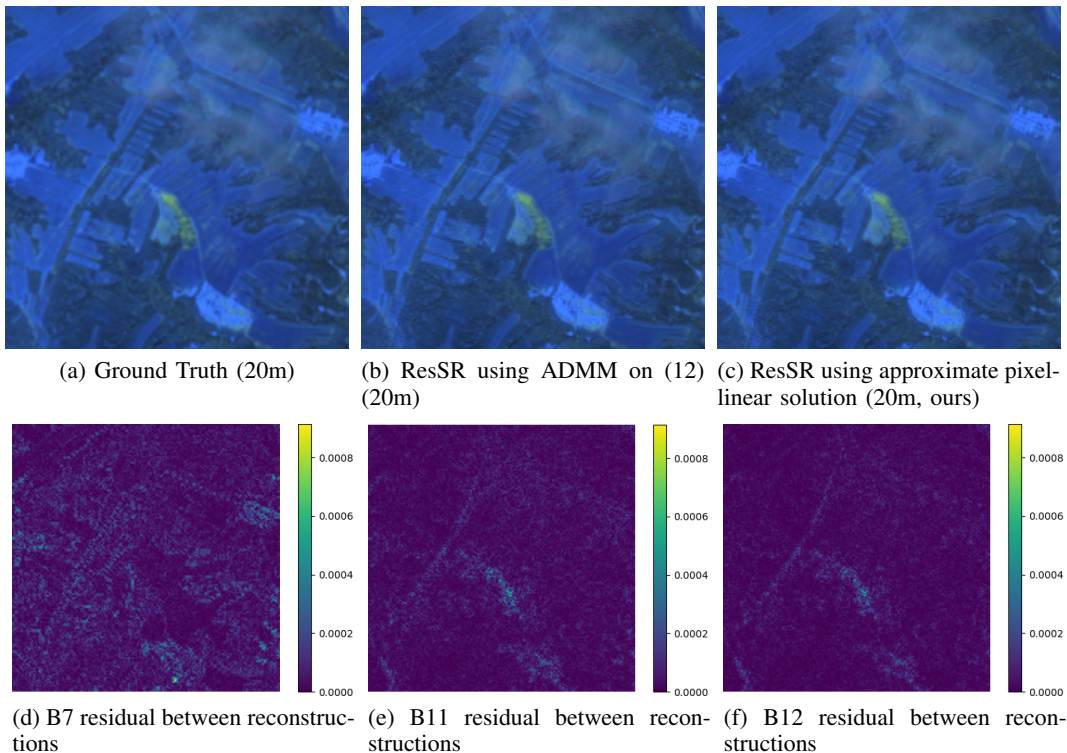 (a) Ground Truth (20m)
(b) ResSR using ADMM on (12)
(20m)
(c) ResSR using approximate pixel-
linear solution (20m, ours)
0.0008
0.0006
0.0004
0.0002
0.0000
0.0008
0.0006
0.0004
0.0002
0.0000
0.0008
0.0006
0.0004
0.0002
0.0000
(d) B7 residual between reconstruc-
tions
(e) B11 residual between recon-
structions
(f) B12 residual between recon-
structions